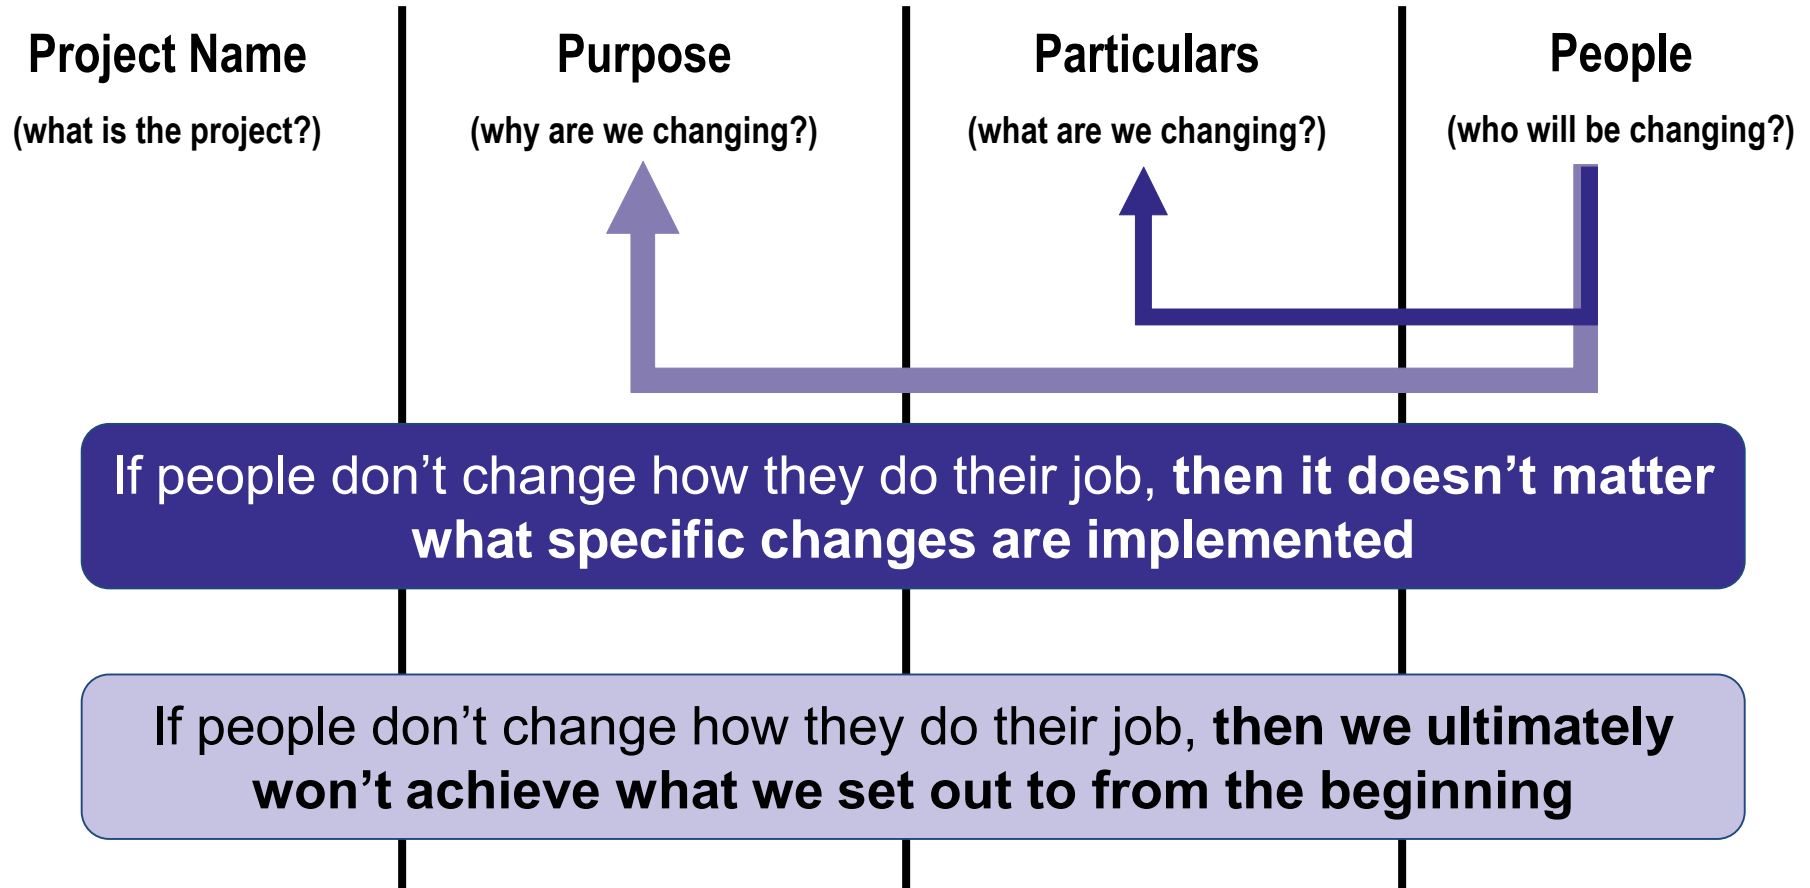 Project Name
(what is the project?)
Purpose
(why are we changing?)
Particulars
(what are we changing?)
People
(who will be changing?)
If people don’t change how they do their job, then it doesn’t matter
what specific changes are implemented
If people don’t change how they do their job, then we ultimately
won’t achieve what we set out to from the beginning